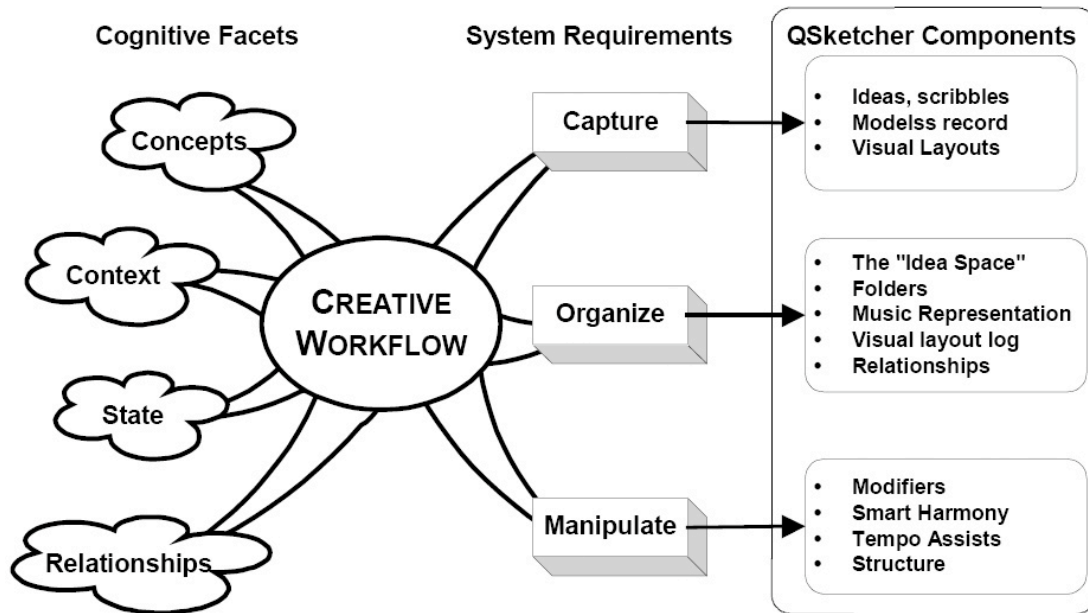 Cognitive Facets
System Requirements
QSketcher Components
Concepts
Context
State
Relationships
CREATIVE
WORKFLOW
Capture
Organize
Manipulate
• Ideas, scribbles
• Modelss record
• Visual Layouts
• The "Idea Space"
• Folders
• Music Representation
• Visual layout log
• Relationships
• Modifiers
• Smart Harmony
• Tempo Assists
• Structure